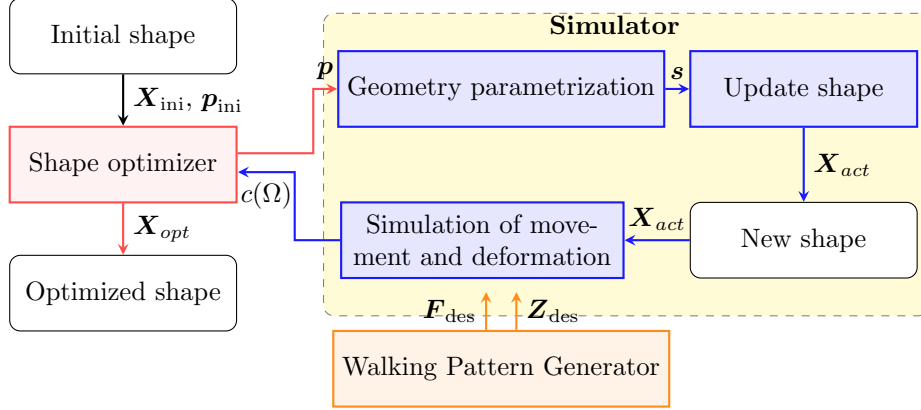 Initial shape
Simulator
p
Geometry parametrization
s
Update shape
X_ini, p_ini
Shape optimizer
X_act
c(Ω)
Simulation of move-
ment and deformation
X_act
New shape
X_opt
Optimized shape
F_des
Z_des
Walking Pattern Generator